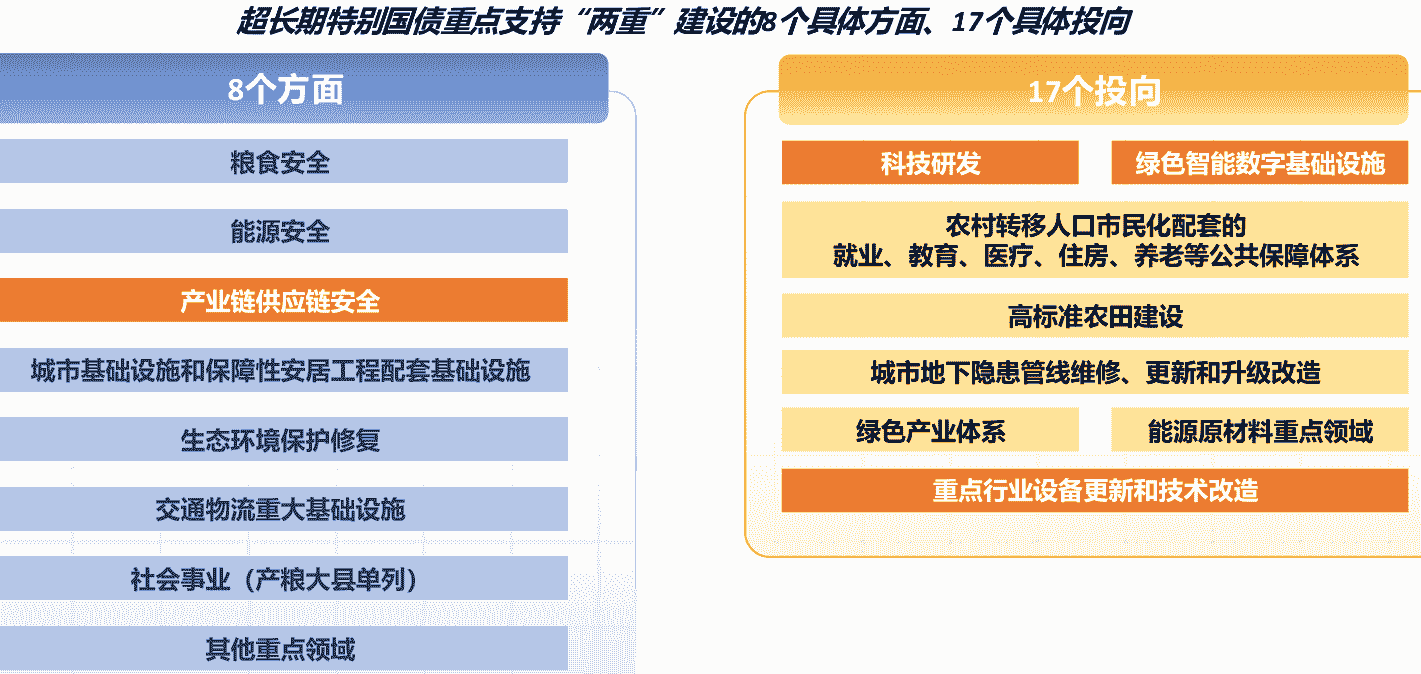 超长期特别国债重点支持“两重”建设的8个具体方面、17个具体投向
8个方面
粮食安全
能源安全
产业链供应链安全
城市基础设施和保障性安居工程配套基础设施
生态环境保护修复
交通物流重大基础设施
社会事业（产粮大县单列）
其他重点领域
17个投向
科技研发
绿色智能数字基础设施
农村转移人口市民化配套的
就业、教育、医疗、住房、养老等公共保障体系
高标准农田建设
城市地下隐患管线维修、更新和升级改造
绿色产业体系
能源原材料重点领域
重点行业设备更新和技术改造